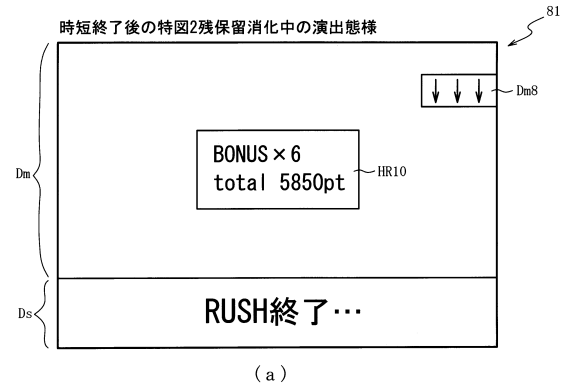 時短終了後の特図2残保留消化中の演出態様
81
Dm8
BONUS×6
total 5850pt
HR10
Dm
Ds
RUSH終了…
(a)